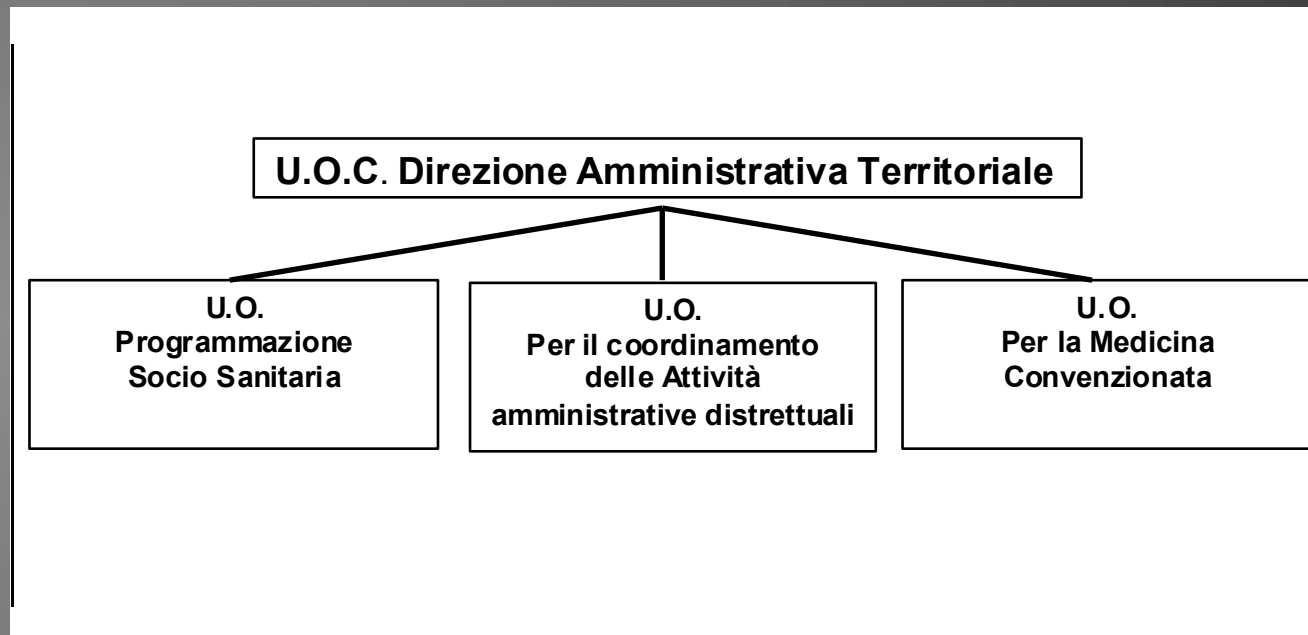 U.O.C. Direzione Amministrativa Territoriale
U.O.
Programmazione
Socio Sanitaria
U.O.
Per il coordinamento
delle Attività
amministrative distrettuali
U.O.
Per la Medicina
Convenzionata